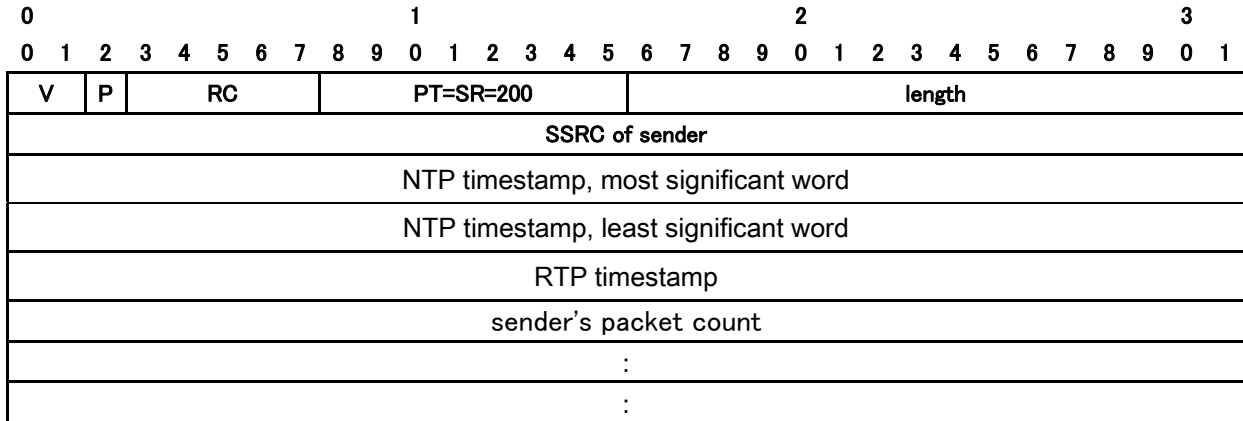 0 1 2 3
0 1 2 3 4 5 6 7 8 9 0 1 2 3 4 5 6 7 8 9 0 1 2 3 4 5 6 7 8 9 0 1
V P RC PT=SR=200 length
SSRC of sender
NTP timestamp, most significant word
NTP timestamp, least significant word
RTP timestamp
sender's packet count
:
: